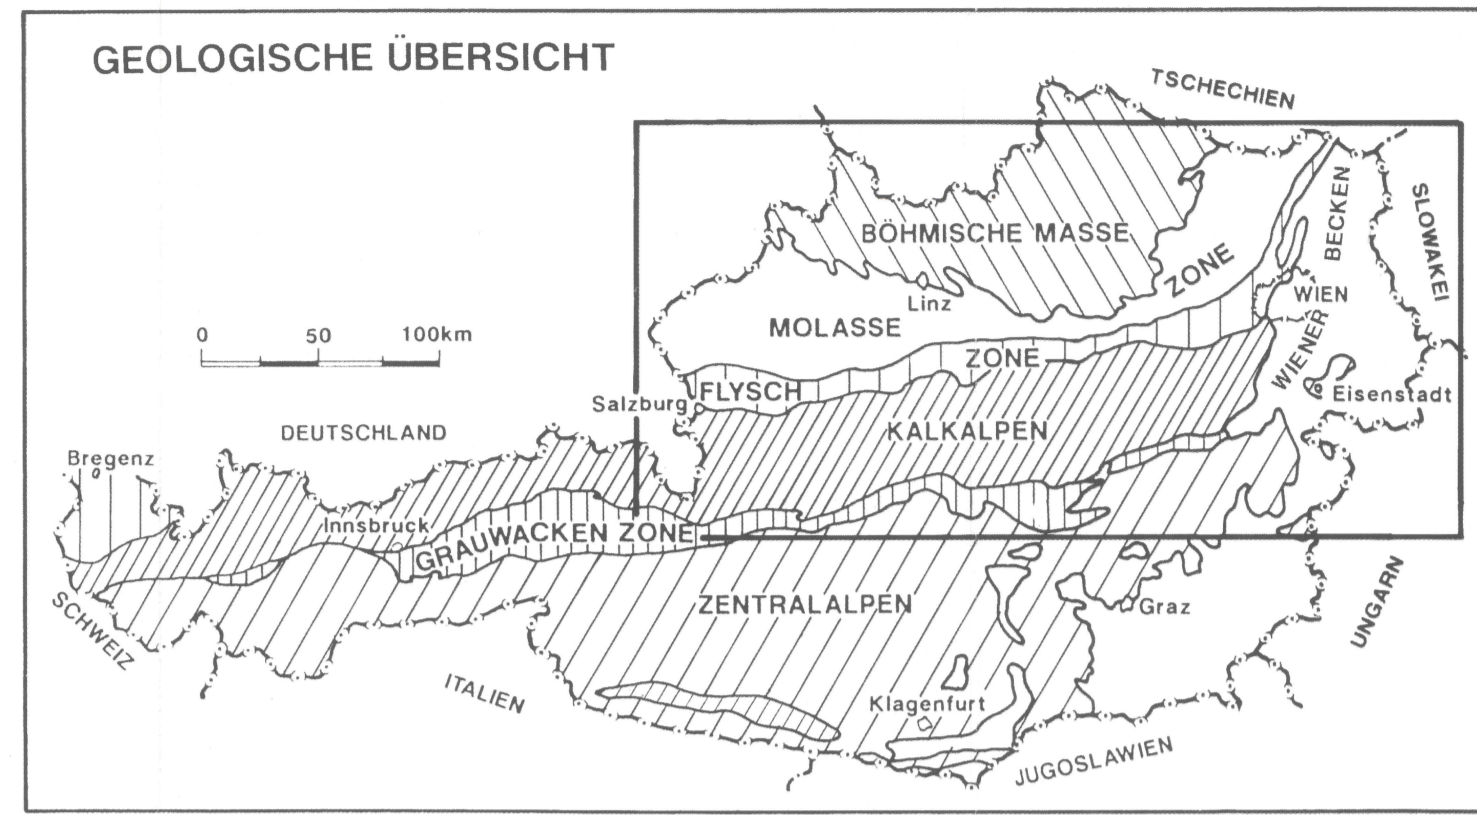 GEOLOGISCHE ÜBERSICHT
TSCHECHIEN
SLOWAKEI
BÖHMISCHE MASSE
BECKEN
ZONE
Linz
WIEN
MOLASSE
WIENER
0 50 100km
ZONE
FLYSCH
Eisenstadt
Salzburg
KALKALPEN
DEUTSCHLAND
Bregenz
Innsbruck
GRAUWACKEN ZONE
ZENTRALALPEN
Graz
UNGARN
SCHWEIZ
ITALIEN
Klagenfurt
JUGOSLAWIEN